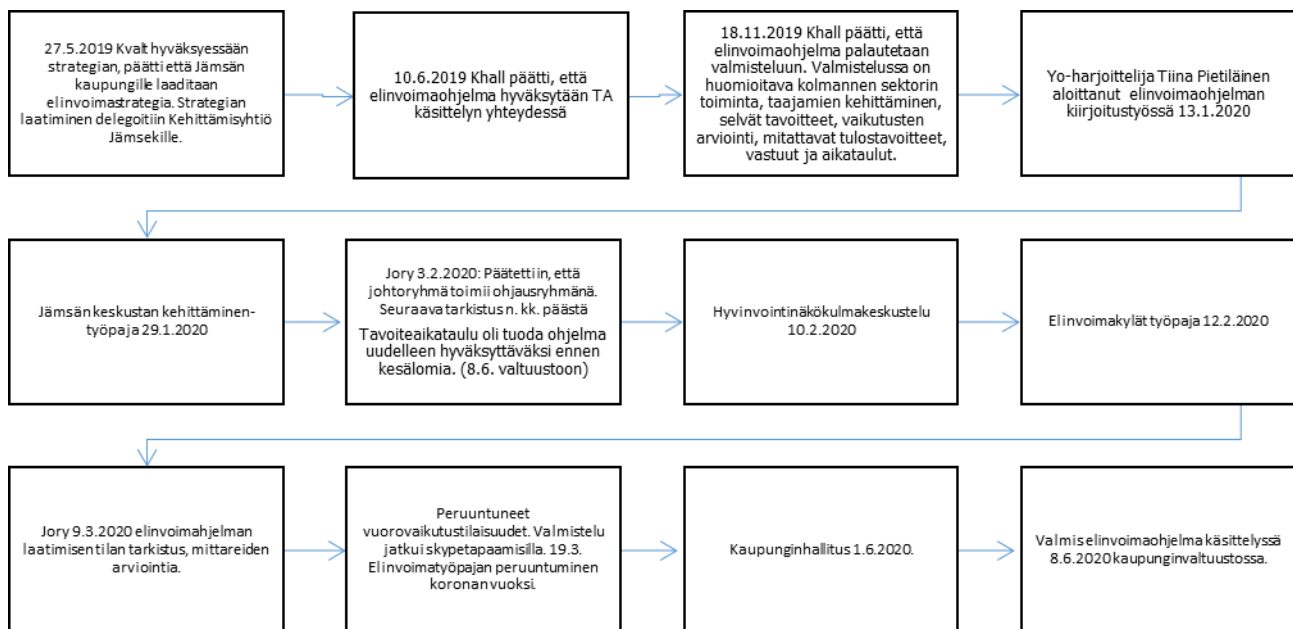 27.5.2019 Kvalt hyväksyessään
strategian, päätti että Jämsän
kaupungille laaditaan
elinvoimastrategia. Strategian
laatiminen delegoitiin Kehittämisyhtiö
Jämsekille.
10.6.2019 Khall päätti, että
elinvoimaohjelma hyväksytään TA
käsittelyn yhteydessä
18.11.2019 Khall päätti, että
elinvoimaohjelma palautetaan
valmisteluun. Valmistelussa on
huomioitava kolmannen sektorin
toiminta, taajamien kehittäminen,
selvät tavoitteet, vaikutusten
arviointi, mitattavat tulostavoitteet,
vastuut ja aikataulut.
Yo-harjoittelija Tiina Pietiläinen
aloittanut elinvoimaohjelman
kiirjoitustyössä 13.1.2020
Jämsän keskustan kehittäminen-
työpaja 29.1.2020
Jory 3.2.2020: Päätettiin, että
johtoryhmä toimii ohjausryhmänä.
Seuraava tarkistus n. kk. päästä
Tavoiteaikataulu oli tuoda ohjelma
uudelleen hyväksyttäväksi ennen
kesälomia. (8.6. valtuustoon)
Hyvinvointinäkökulmakeskustelu
10.2.2020
Elinvoimakylät työpaja 12.2.2020
Jory 9.3.2020 elinvoimahjelman
laatimisen tilan tarkistus, mittareiden
arviointia.
Peruuntuneet
vuorovaikutustilaisuudet. Valmistelu
jatkui skypetapaamisilla. 19.3.
Elinvoimatyöpajan peruuntuminen
koronan vuoksi.
Kaupunginhallitus 1.6.2020.
Valmis elinvoimaohjelma käsittelyssä
8.6.2020 kaupunginvaltuustossa.